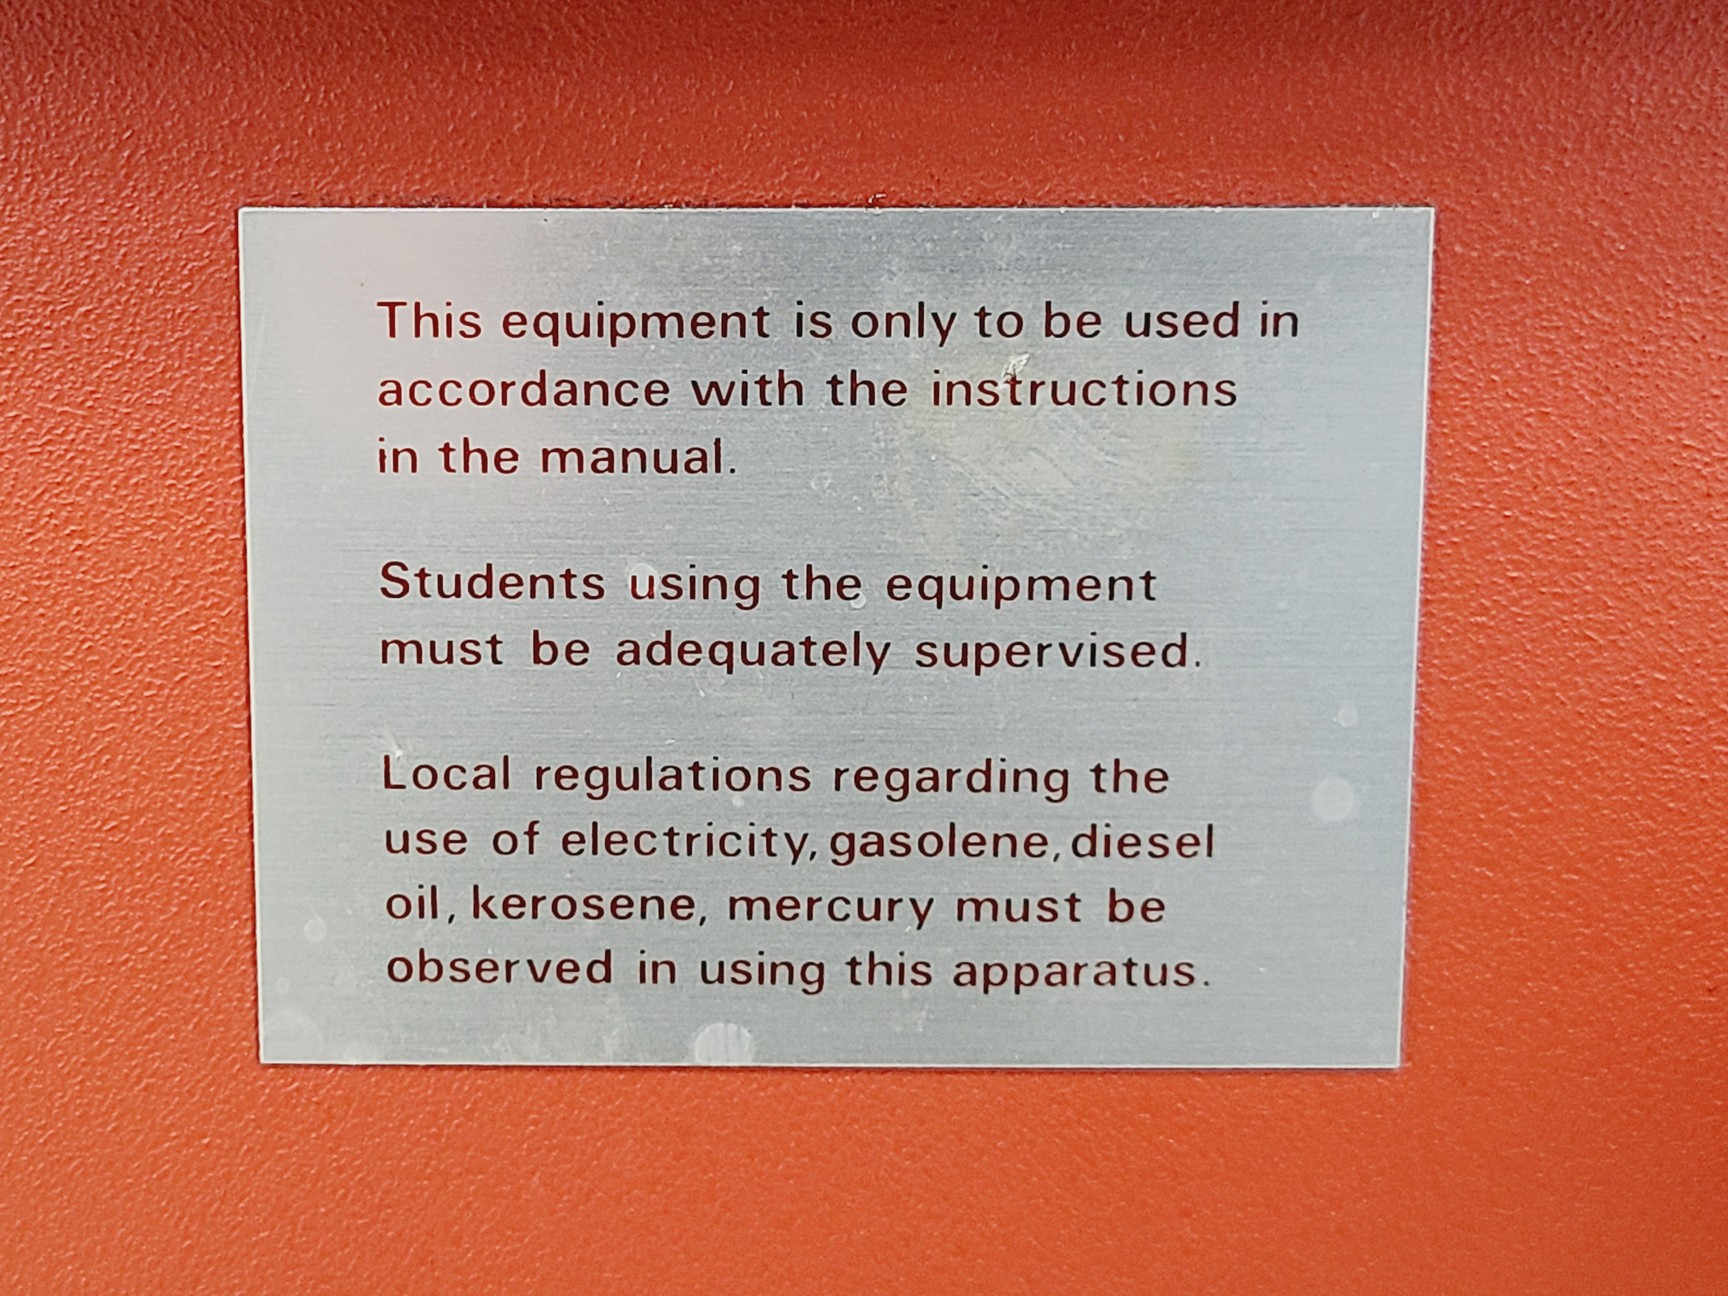 This equipment is only to be used in
accordance with the instructions
in the manual.
Students using the equipment
must be adequately supervised.
Local regulations regarding the
use of electricity, gasolene, diesel
oil, kerosene, mercury must be
observed in using this apparatus.